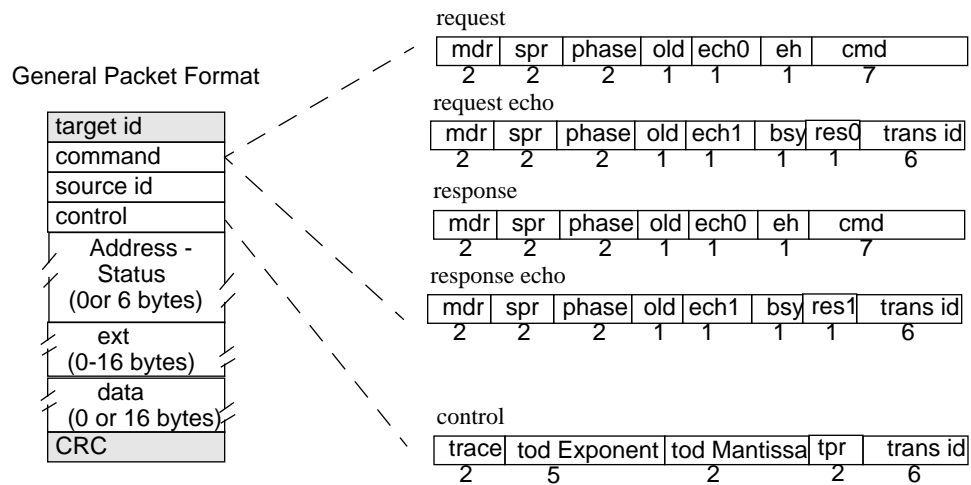 General Packet Format
target id
command
source id
control
Address -
Status
(0or 6 bytes)
ext
(0-16 bytes)
data
(0 or 16 bytes)
CRC
request
mdr spr phase old ech0 eh cmd
2 2 2 1 1 1 7
request echo
mdr spr phase old ech1 bsy res0 trans id
2 2 2 1 1 1 1 6
response
mdr spr phase old ech0 eh cmd
2 2 2 1 1 1 7
response echo
mdr spr phase old ech1 bsy res1 trans id
2 2 2 1 1 1 1 6
control
trace tod Exponent tod Mantissa tpr trans id
2 5 2 2 6